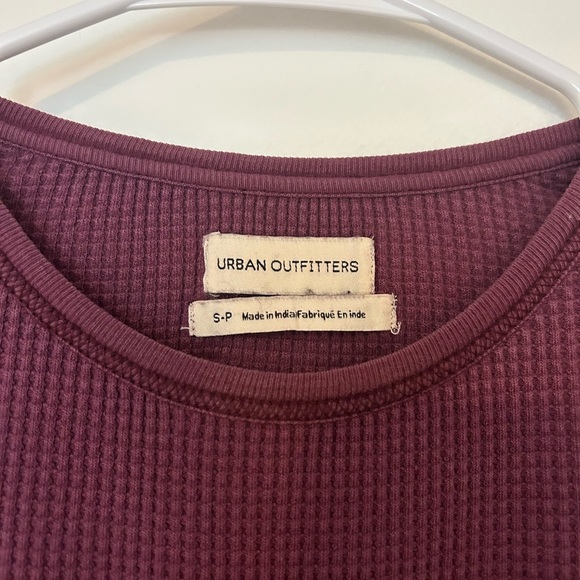 URBAN OUTFITTERS
S-P Made in India/Fabriqué En inde